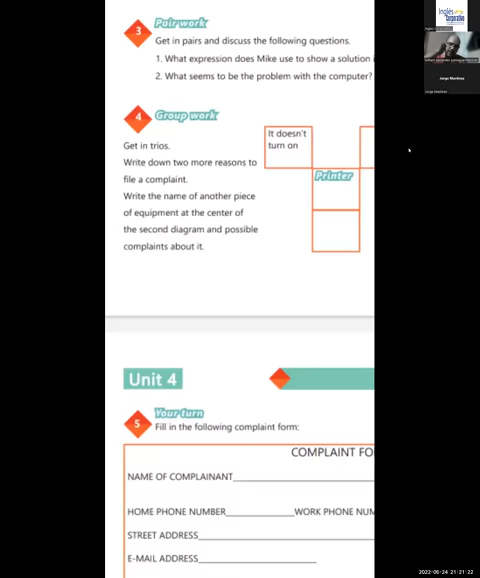 3
Pair work
Get in pairs and discuss the following questions.
1. What expression does Mike use to show a solution i
2. What seems to be the problem with the computer?
4
Group work
Get in trios.
Write down two more reasons to
file a complaint.
Write the name of another piece
of equipment at the center of
the second diagram and possible
complaints about it.
It doesn't
turn on
Printer
Unit 4
5
Your turn
Fill in the following complaint form:
COMPLAINT FO
NAME OF COMPLAINANT
HOME PHONE NUMBER____________WORK PHONE NUM
STREET ADDRESS
E-MAIL ADDRESS
Inglés
Corporativo
Jorge Martinez
Jorge Martinez
2022-05-24 21:21:22